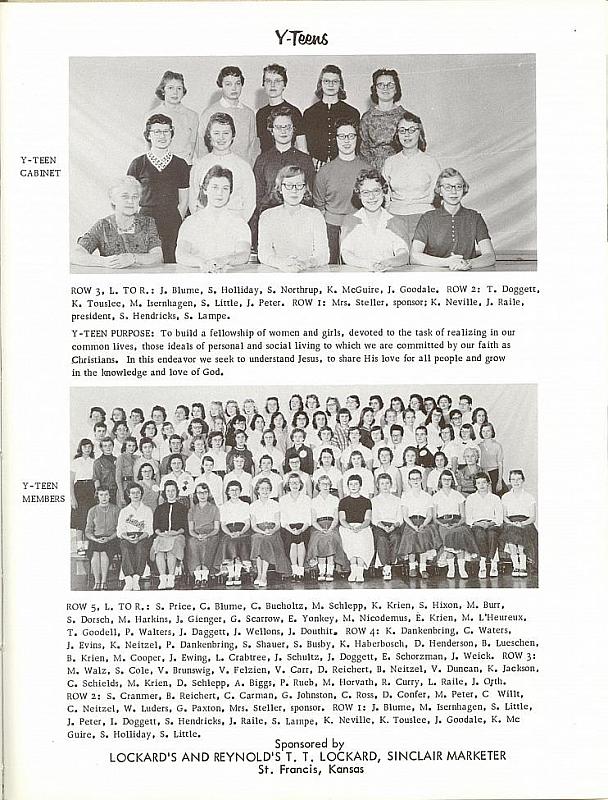 Y-Teens
Y-TEEN
CABINET
ROW 3, L. TO R.: J. Blume, S. Holliday, S. Northrup, K. McGuire, J. Goodale. ROW 2: T. Doggett,
K. Touslee, M. Isernhagen, S. Little, J. Peter. ROW 1: Mrs. Steller, sponsor; K. Neville, J. Raile,
president, S. Hendricks, S. Lampe.
Y-TEEN PURPOSE: To build a fellowship of women and girls, devoted to the task of realizing in our
common lives, those ideals of personal and social living to which we are committed by our faith as
Christians. In this endeavor we seek to understand Jesus, to share His love for all people and grow
in the knowledge and love of God.
Y-TEEN
MEMBERS
ROW 5, L. TO R.: S. Price, C. Blume, C. Bucholtz, M. Schlepp, K. Krien, S. Hixon, M. Burr,
S. Dorsch, M. Harkins, J. Gienger, G. Scarrow, E. Yonkey, M. Nicodemus, E. Krien, M. L'Heureux.
T. Goodell, P. Walters, J. Daggett, J. Wellons, J. Douthit. ROW 4: K. Dankenbring, C. Waters,
J. Evins, K. Neitzel, P. Dankenbring, S. Shauer, S. Busby, K. Haberbosch, D. Henderson, B. Lueschen,
B. Krien, M. Cooper, J. Ewing, L. Crabtree, J. Schultz, J. Doggett, E. Schorzman, J. Weick. ROW 3:
M. Walz, S. Cole, V. Brunswig, V. Felzien, V. Carr, D. Reichert, B. Neitzel, V. Duncan, K. Jackson,
C. Schields, M. Krien, D. Schlepp, A. Biggs, P. Rueb, M. Horvath, R. Curry, L. Raile, J. Orth.
ROW 2: S. Cranmer, B. Reichert, C. Carman, G. Johnston, C. Ross, D. Confer, M. Peter, C Willt,
C. Neitzel, W. Luders, G. Paxton, Mrs. Steller, sponsor. ROW 1: J. Blume, M. Isernhagen, S. Little,
J. Peter, I. Doggett, S. Hendricks, J. Raile, S. Lampe, K. Neville, K. Touslee, J. Goodale, K. Mc
Guire, S. Holliday, S. Little.
Sponsored by
LOCKARD'S AND REYNOLD'S T. T. LOCKARD, SINCLAIR MARKETER
St. Francis, Kansas